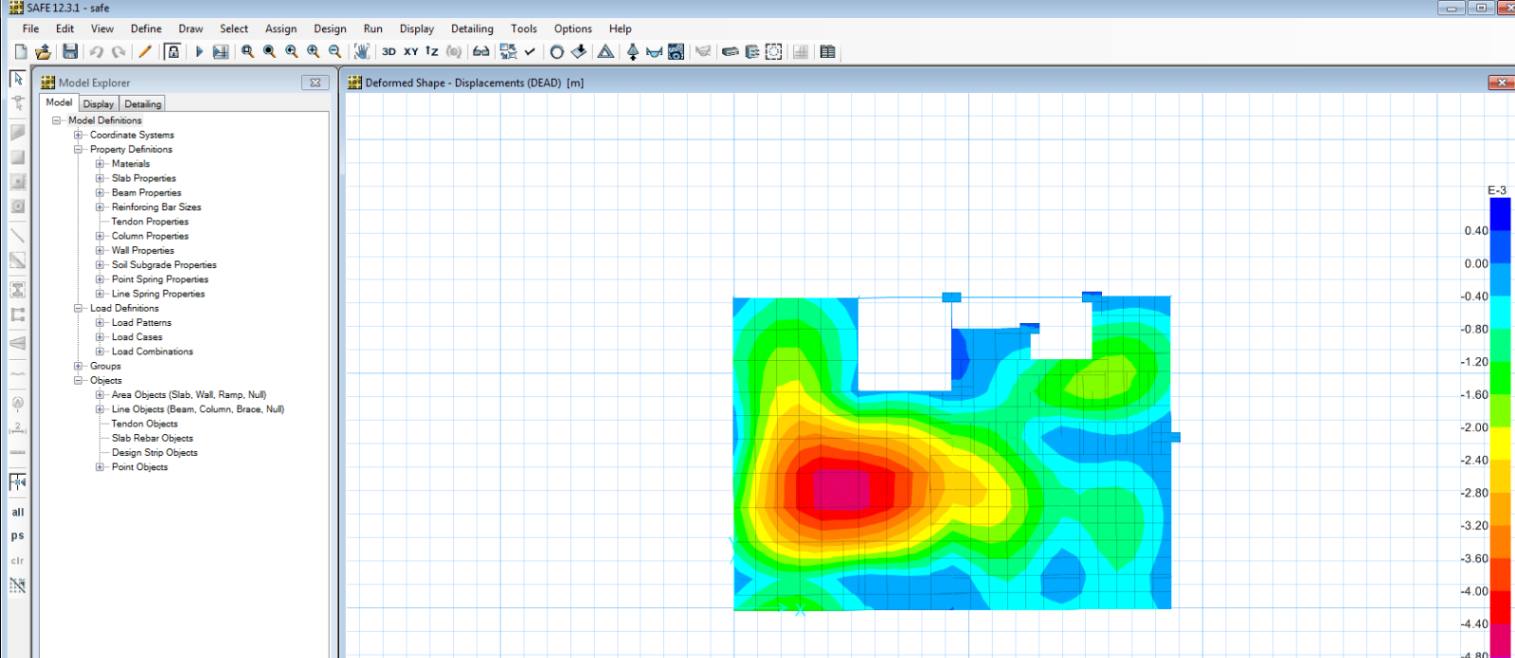 SAFE 12.3.1 - safe
File Edit View Define Draw Select Assign Design Run Display Detailing Tools Options Help
3D XY
Model Explorer
Deformed Shape - Displacements (DEAD) [m]
Model Display Detailing
Model Definitions
Coordinate Systems
Property Definitions
Materials
Slab Properties
Beam Properties
Reinforcing Bar Sizes
Tendon Properties
Column Properties
Wall Properties
Soil Subgrade Properties
Point Spring Properties
Line Spring Properties
Load Definitions
Load Patterns
Load Cases
Load Combinations
Groups
Objects
Area Objects (Slab, Wall, Ramp, Null)
Line Objects (Beam, Column, Brace, Null)
Tendon Objects
Slab Rebar Objects
Design Strip Objects
Point Objects
all
ps
clr
E-3
0.40
0.00
-0.40
-0.80
-1.20
-1.60
-2.00
-2.40
-2.80
-3.20
-3.60
-4.00
-4.40
-4.80
X